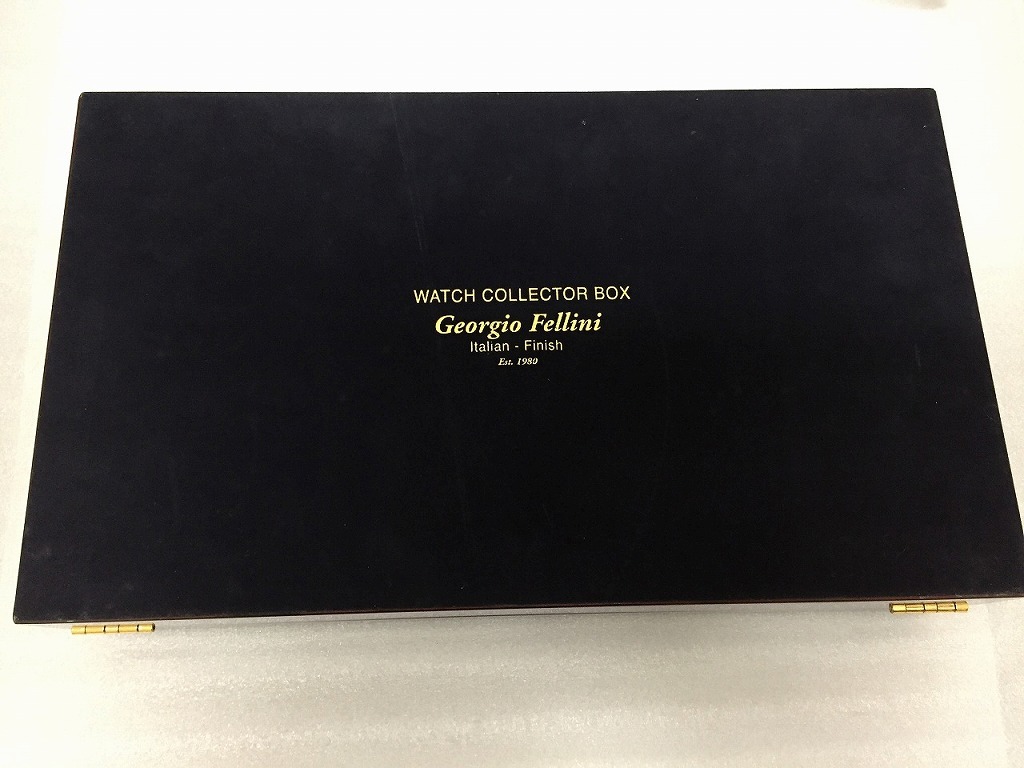 WATCH COLLECTOR BOX
Georgio Fellini
Italian - Finish
Est. 1980